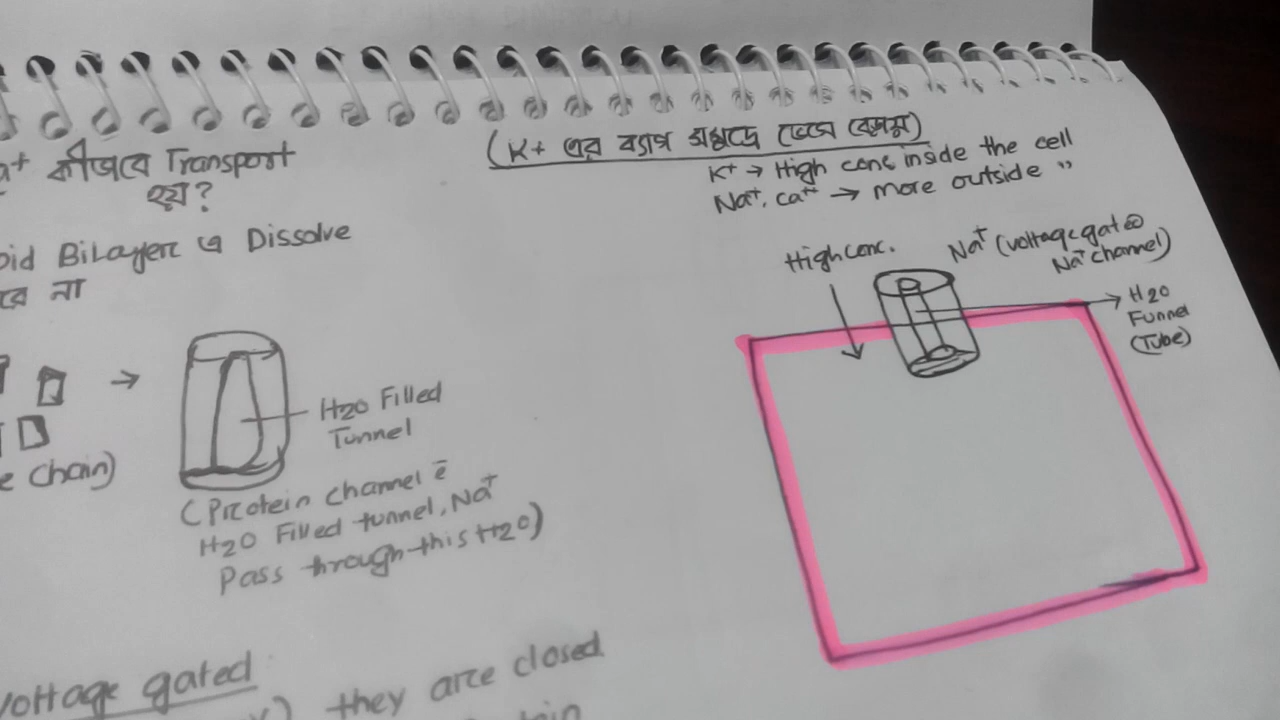 a+ কীভাবে Transport
হয়?
oid Bilayer এ Dissolve
রে না
H2O Filled
Tunnel
e chain)
(Protein channel ē
H2O Filled tunnel, Na+
Pass through this H2O)
voltage gated
they are closed
(K+ এর ব্যাগ সমুদ্রে ভেসে বেড়ায়)
K+ → High conc inside the cell
Na+, Ca++ → more outside "
High conc.
Na+ (voltage gated
Na+ channel)
H2O
Funnel
(Tube)